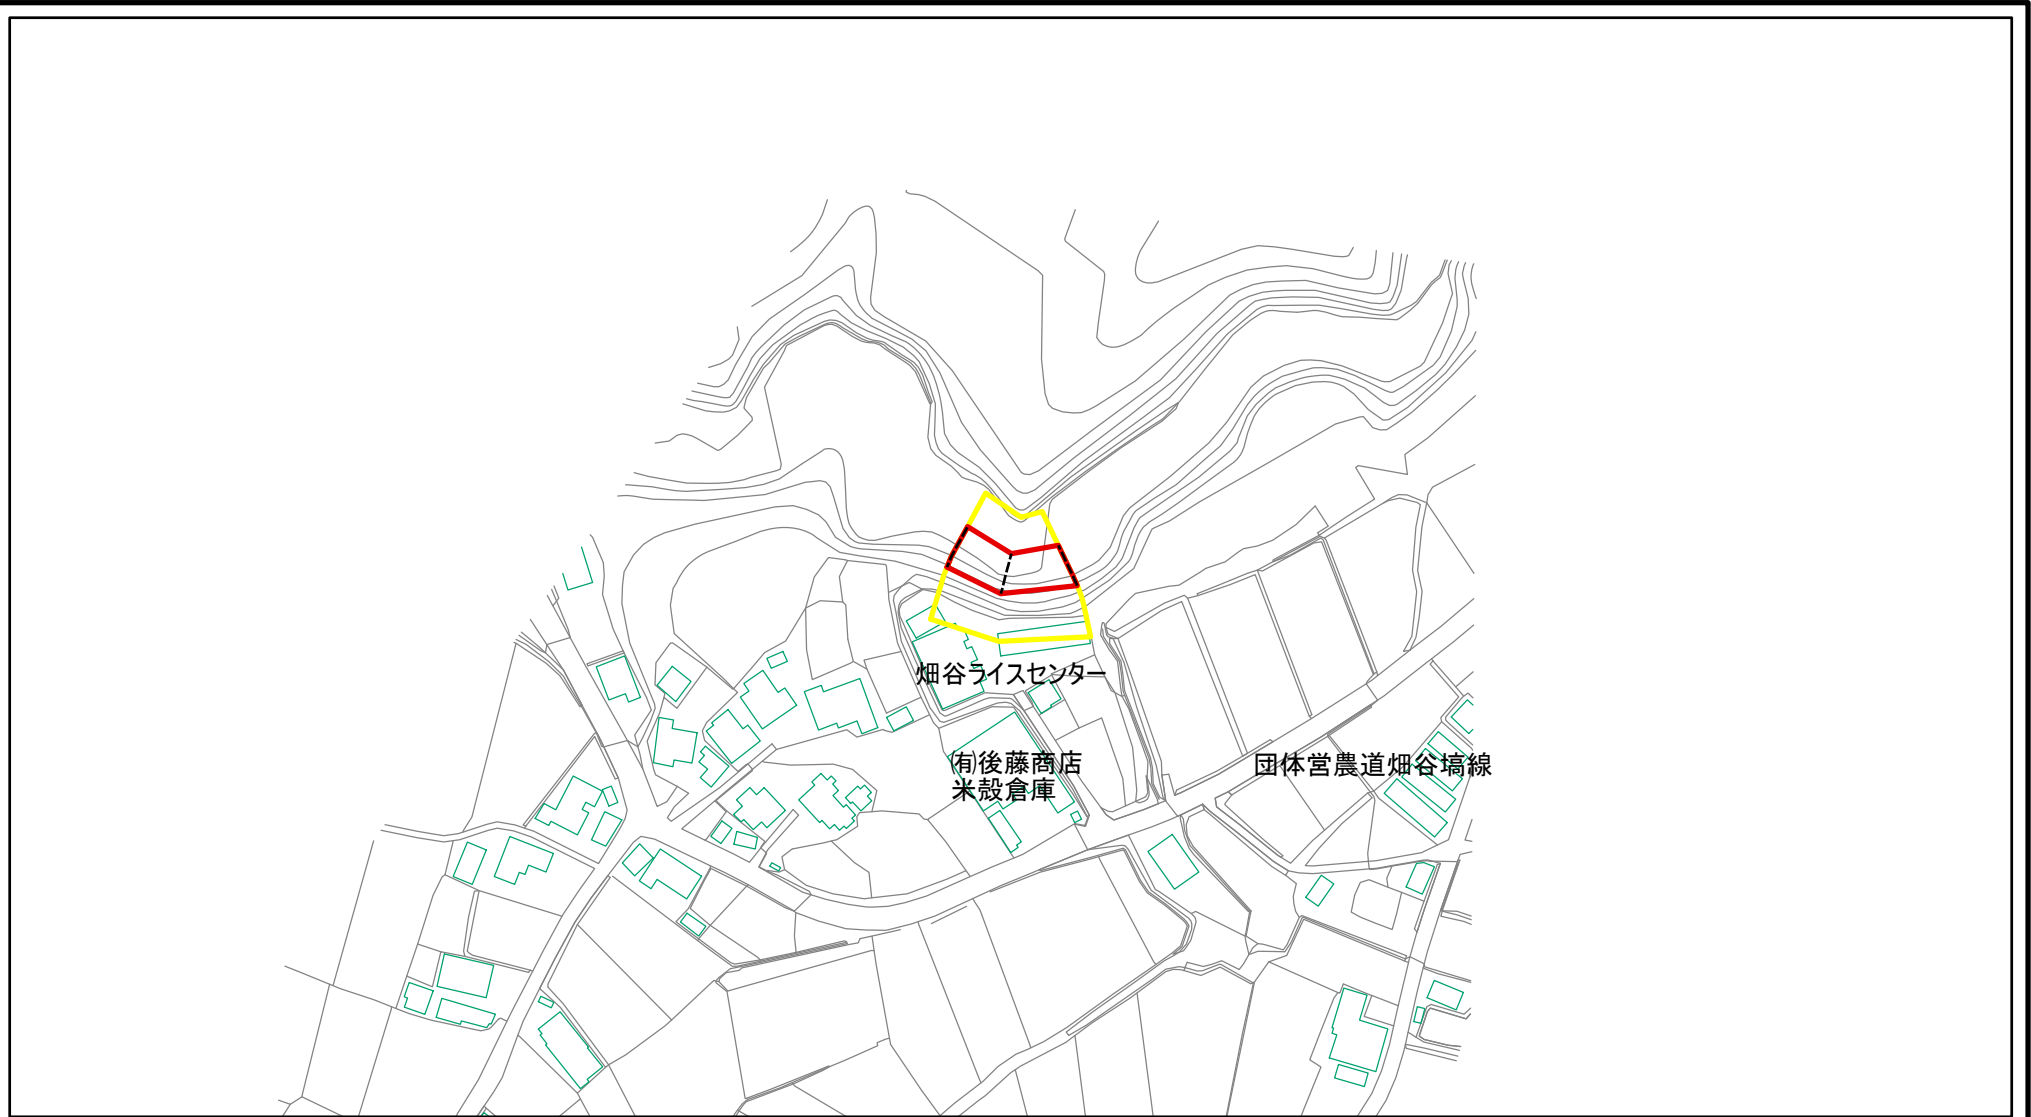 畑谷ライスセンター
㈲後藤商店
米殻倉庫
団体営農道畑谷塙線